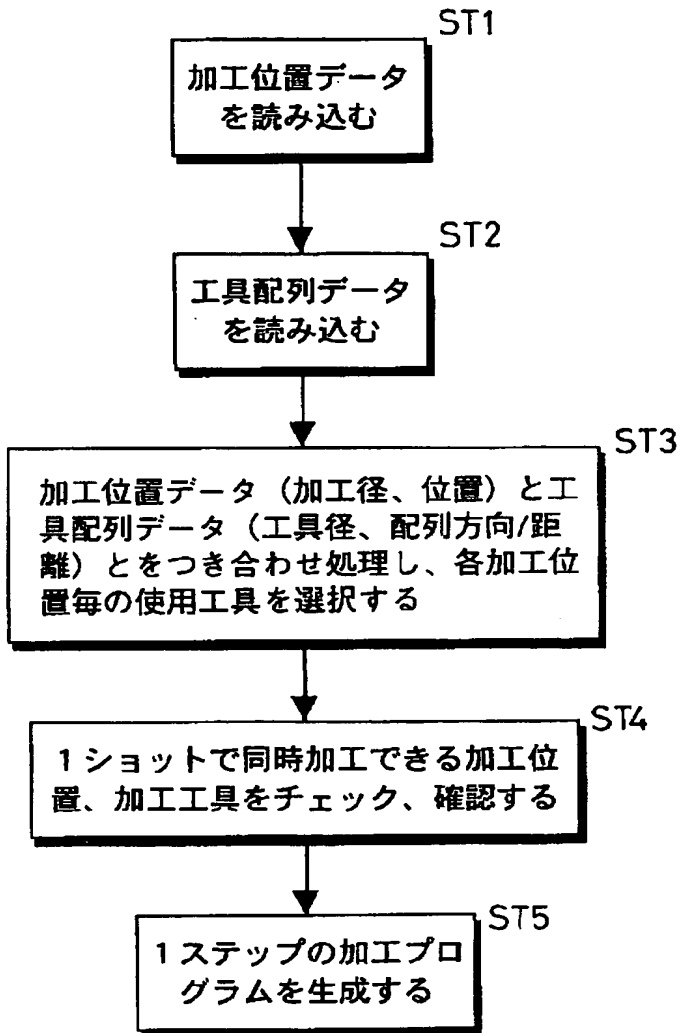 ST1
加工位置データ
を読み込む
ST2
工具配列データ
を読み込む
ST3
加工位置データ（加工径、位置）と工
具配列データ（工具径、配列方向/距
離）とをつき合わせ処理し、各加工位
置毎の使用工具を選択する
ST4
1ショットで同時加工できる加工位
置、加工工具をチェック、確認する
ST5
1ステップの加工プロ
グラムを生成する